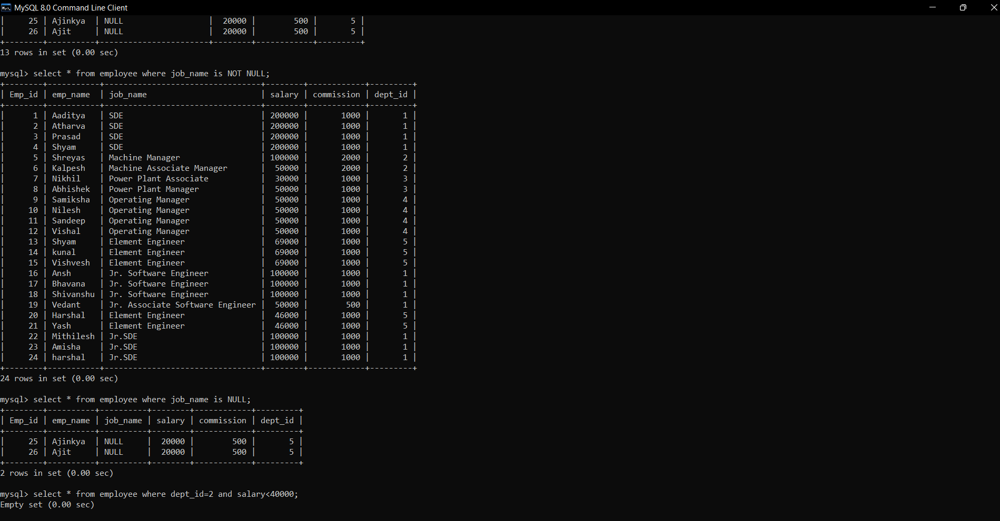 MySQL 8.0 Command Line Client
|     25 | Ajinkya  | NULL                  |  20000 |        500 |       5 |
|     26 | Ajit     | NULL                  |  20000 |        500 |       5 |
+--------+----------+-----------------------+--------+------------+---------+
13 rows in set (0.00 sec)
mysql> select * from employee where job_name is NOT NULL;
+--------+-----------+---------------------------------+--------+------------+---------+
| Emp_id | emp_name  | job_name                        | salary | commission | dept_id |
+--------+-----------+---------------------------------+--------+------------+---------+
|      1 | Aaditya   | SDE                             | 200000 |       1000 |       1 |
|      2 | Atharva   | SDE                             | 200000 |       1000 |       1 |
|      3 | Prasad    | SDE                             | 200000 |       1000 |       1 |
|      4 | Shyam     | SDE                             | 200000 |       1000 |       1 |
|      5 | Shreyas   | Machine Manager                 | 100000 |       2000 |       2 |
|      6 | Kalpesh   | Machine Associate Manager       |  50000 |       2000 |       2 |
|      7 | Nikhil    | Power Plant Associate           |  30000 |       1000 |       3 |
|      8 | Abhishek  | Power Plant Manager             |  50000 |       1000 |       3 |
|      9 | Samiksha  | Operating Manager               |  50000 |       1000 |       4 |
|     10 | Nilesh    | Operating Manager               |  50000 |       1000 |       4 |
|     11 | Sandeep   | Operating Manager               |  50000 |       1000 |       4 |
|     12 | Vishal    | Operating Manager               |  50000 |       1000 |       4 |
|     13 | Shyam     | Element Engineer                |  69000 |       1000 |       5 |
|     14 | kunal     | Element Engineer                |  69000 |       1000 |       5 |
|     15 | Vishvesh  | Element Engineer                |  69000 |       1000 |       5 |
|     16 | Ansh      | Jr. Software Engineer           | 100000 |       1000 |       1 |
|     17 | Bhavana   | Jr. Software Engineer           | 100000 |       1000 |       1 |
|     18 | Shivanshu | Jr. Software Engineer           | 100000 |       1000 |       1 |
|     19 | Vedant    | Jr. Associate Software Engineer |  50000 |        500 |       1 |
|     20 | Harshal   | Element Engineer                |  46000 |       1000 |       5 |
|     21 | Yash      | Element Engineer                |  46000 |       1000 |       5 |
|     22 | Mithilesh | Jr.SDE                          | 100000 |       1000 |       1 |
|     23 | Amisha    | Jr.SDE                          | 100000 |       1000 |       1 |
|     24 | harshal   | Jr.SDE                          | 100000 |       1000 |       1 |
+--------+-----------+---------------------------------+--------+------------+---------+
24 rows in set (0.00 sec)
mysql> select * from employee where job_name is NULL;
+--------+----------+----------+--------+------------+---------+
| Emp_id | emp_name | job_name | salary | commission | dept_id |
+--------+----------+----------+--------+------------+---------+
|     25 | Ajinkya  | NULL     |  20000 |        500 |       5 |
|     26 | Ajit     | NULL     |  20000 |        500 |       5 |
+--------+----------+----------+--------+------------+---------+
2 rows in set (0.00 sec)
mysql> select * from employee where dept_id=2 and salary<40000;
Empty set (0.00 sec)